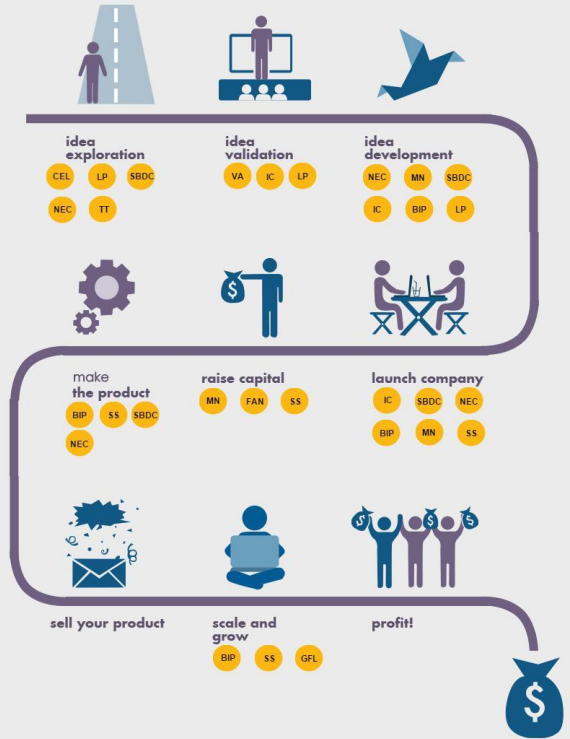 idea
exploration
CEL LP SBDC
NEC TT
idea
validation
VA IC LP
idea
development
NEC MN SBDC
IC BIP LP
$
make
the product
BIP SS SBDC
NEC
raise capital
MN FAN SS
launch company
IC SBDC NEC
BIP MN SS
$ $ $
sell your product
scale and
grow
BIP SS GFL
profit!
$